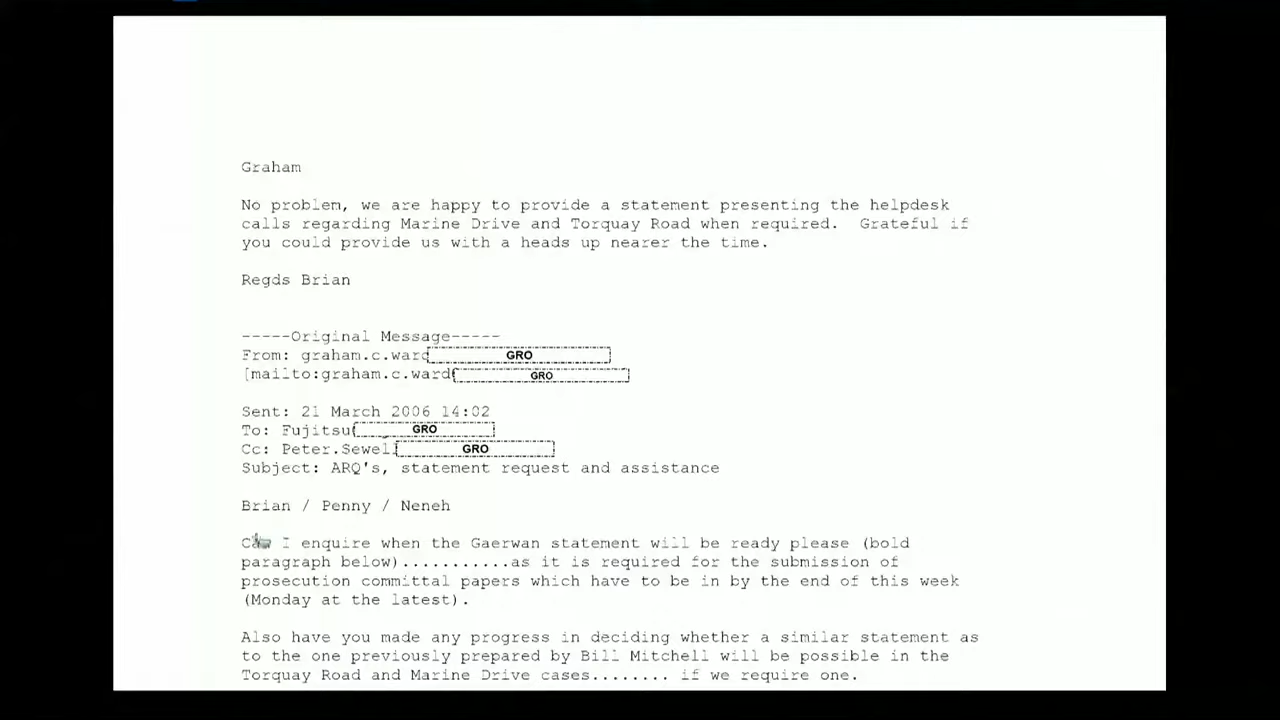 Graham
No problem, we are happy to provide a statement presenting the helpdesk
calls regarding Marine Drive and Torquay Road when required.  Grateful if
you could provide us with a heads up nearer the time.
Regds Brian
-----Original Message-----
From: graham.c.ward GRO
[mailto:graham.c.ward GRO
Sent: 21 March 2006 14:02
To: Fujitsu GRO
Cc: Peter.Sewell GRO
Subject: ARQ's, statement request and assistance
Brian / Penny / Neneh
I enquire when the Gaerwan statement will be ready please (bold
paragraph below)...........as it is required for the submission of
prosecution committal papers which have to be in by the end of this week
(Monday at the latest).
Also have you made any progress in deciding whether a similar statement as
to the one previously prepared by Bill Mitchell will be possible in the
Torquay Road and Marine Drive cases........ if we require one.